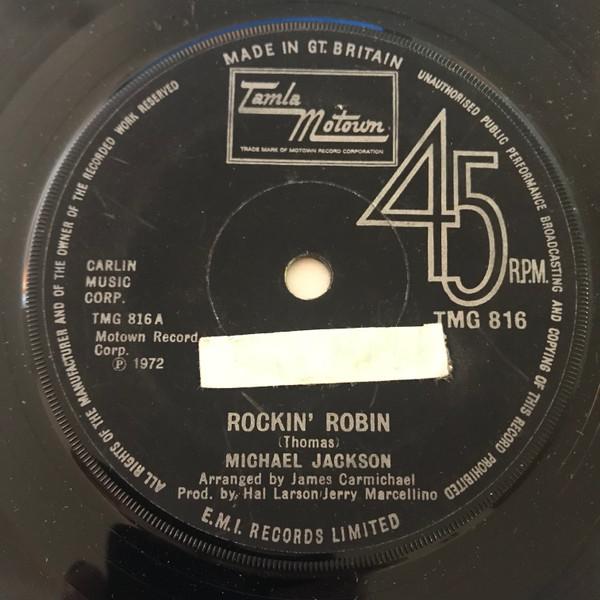 MADE IN GT. BRITAIN
UNAUTHORISED PUBLIC PERFORMANCE BROADCASTING AND COPYING OF THIS RECORD PROHIBITED
ALL RIGHTS OF THE MANUFACTURER AND OF THE OWNER OF THE RECORDED WORK RESERVED
Tamla
Motown
TRADE MARK OF MOTOWN RECORD CORPORATION
45
R.P.M.
TMG 816
CARLIN
MUSIC
CORP.
TMG 816 A
Motown Record
Corp.
Ⓟ 1972
ROCKIN' ROBIN
(Thomas)
MICHAEL JACKSON
Arranged by James Carmichael
Prod. by, Hal Larson/Jerry Marcellino
E.M.I. RECORDS LIMITED